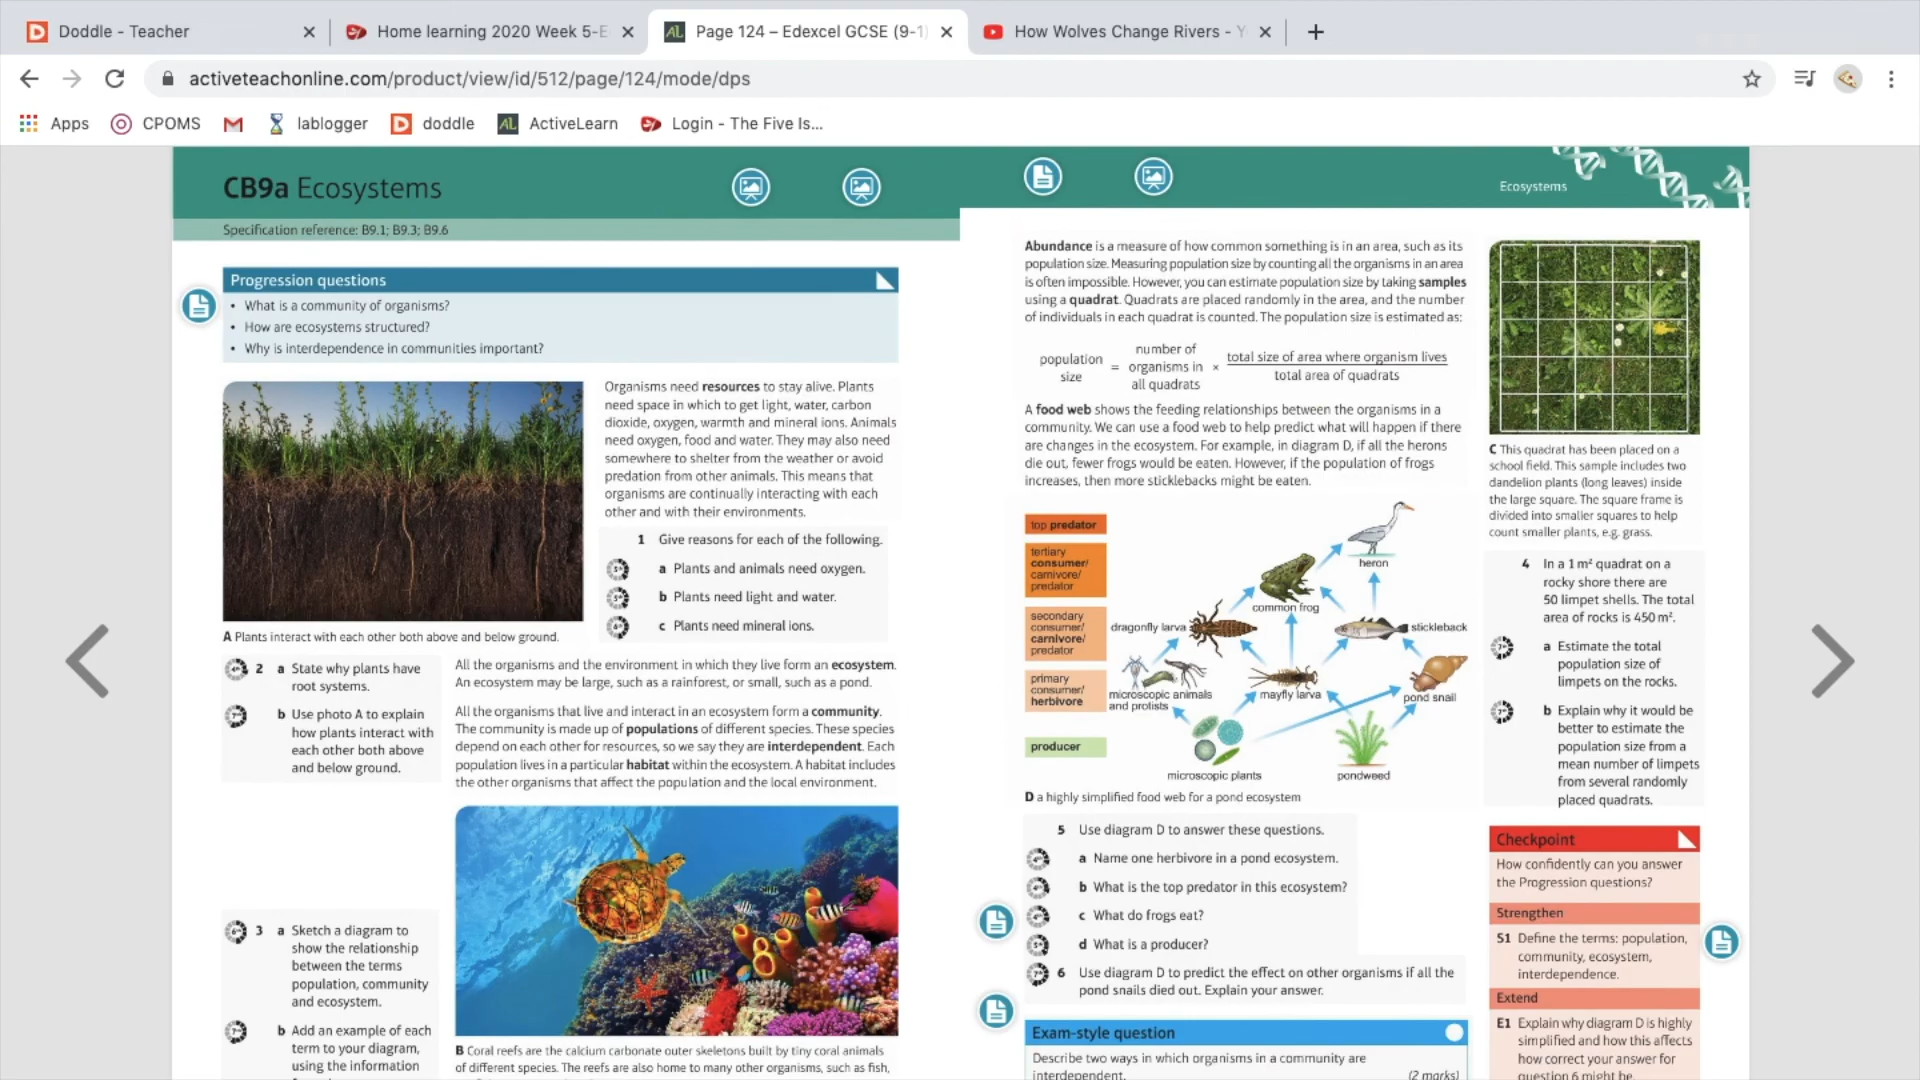 Doddle - Teacher
Home learning 2020 Week 5-E
Page 124 – Edexcel GCSE (9-1)
How Wolves Change Rivers - Y
activeteachonline.com/product/view/id/512/page/124/mode/dps
Apps
CPOMS
lablogger
doddle
ActiveLearn
Login - The Five Is...
CB9a Ecosystems
Specification reference: B9.1; B9.3; B9.6
Progression questions
• What is a community of organisms?
• How are ecosystems structured?
• Why is interdependence in communities important?
Organisms need resources to stay alive. Plants
need space in which to get light, water, carbon
dioxide, oxygen, warmth and mineral ions. Animals
need oxygen, food and water. They may also need
somewhere to shelter from the weather or avoid
predation from other animals. This means that
organisms are continually interacting with each
other and with their environments.
1 Give reasons for each of the following.
a Plants and animals need oxygen.
b Plants need light and water.
c Plants need mineral ions.
A Plants interact with each other both above and below ground.
2 a State why plants have
root systems.
b Use photo A to explain
how plants interact with
each other both above
and below ground.
All the organisms and the environment in which they live form an ecosystem.
An ecosystem may be large, such as a rainforest, or small, such as a pond.
All the organisms that live and interact in an ecosystem form a community.
The community is made up of populations of different species. These species
depend on each other for resources, so we say they are interdependent. Each
population lives in a particular habitat within the ecosystem. A habitat includes
the other organisms that affect the population and the local environment.
3 a Sketch a diagram to
show the relationship
between the terms
population, community
and ecosystem.
b Add an example of each
term to your diagram,
using the information
B Coral reefs are the calcium carbonate outer skeletons built by tiny coral animals
of different species. The reefs are also home to many other organisms, such as fish,
Ecosystems
Abundance is a measure of how common something is in an area, such as its
population size. Measuring population size by counting all the organisms in an area
is often impossible. However, you can estimate population size by taking samples
using a quadrat. Quadrats are placed randomly in the area, and the number
of individuals in each quadrat is counted. The population size is estimated as:
population size = number of organisms in all quadrats × total size of area where organism lives
total area of quadrats
A food web shows the feeding relationships between the organisms in a
community. We can use a food web to help predict what will happen if there
are changes in the ecosystem. For example, in diagram D, if all the herons
die out, fewer frogs would be eaten. However, if the population of frogs
increases, then more sticklebacks might be eaten.
top predator
tertiary
consumer/
carnivore/
predator
secondary
consumer/
carnivore/
predator
primary
consumer/
herbivore
producer
heron
common frog
dragonfly larva
stickleback
microscopic animals
and protists
mayfly larva
pond snail
microscopic plants
pondweed
D a highly simplified food web for a pond ecosystem
5 Use diagram D to answer these questions.
a Name one herbivore in a pond ecosystem.
b What is the top predator in this ecosystem?
c What do frogs eat?
d What is a producer?
6 Use diagram D to predict the effect on other organisms if all the
pond snails died out. Explain your answer.
Exam-style question
Describe two ways in which organisms in a community are
interdependent.
(2 marks)
C This quadrat has been placed on a
school field. This sample includes two
dandelion plants (long leaves) inside
the large square. The square frame is
divided into smaller squares to help
count smaller plants, e.g. grass.
4 In a 1 m² quadrat on a
rocky shore there are
50 limpet shells. The total
area of rocks is 450 m².
a Estimate the total
population size of
limpets on the rocks.
b Explain why it would be
better to estimate the
population size from a
mean number of limpets
from several randomly
placed quadrats.
Checkpoint
How confidently can you answer
the Progression questions?
Strengthen
S1 Define the terms: population,
community, ecosystem,
interdependence.
Extend
E1 Explain why diagram D is highly
simplified and how this affects
how correct your answer for
question 6 might be.